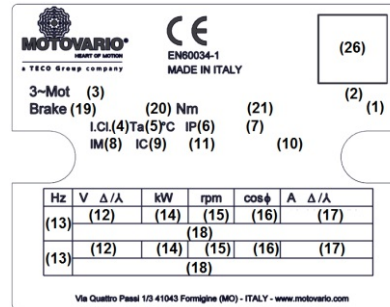 MOTOVARIO®
HEART OF MOTION
a TECO Group company
CE
EN60034-1
MADE IN ITALY
(26)
3~Mot (3) (2)
Brake (19) (20) Nm (21) (1)
I.Cl.(4)Ta(5)°C IP(6) (7)
IM(8) IC(9) (11) (10)
Hz V Δ/⅄ kW rpm cosϕ A Δ/⅄
(13) (12) (14) (15) (16) (17)
(18)
(13) (12) (14) (15) (16) (17)
(18)
Via Quattro Passi 1/3 41043 Formigine (MO) - ITALY - www.motovario.com